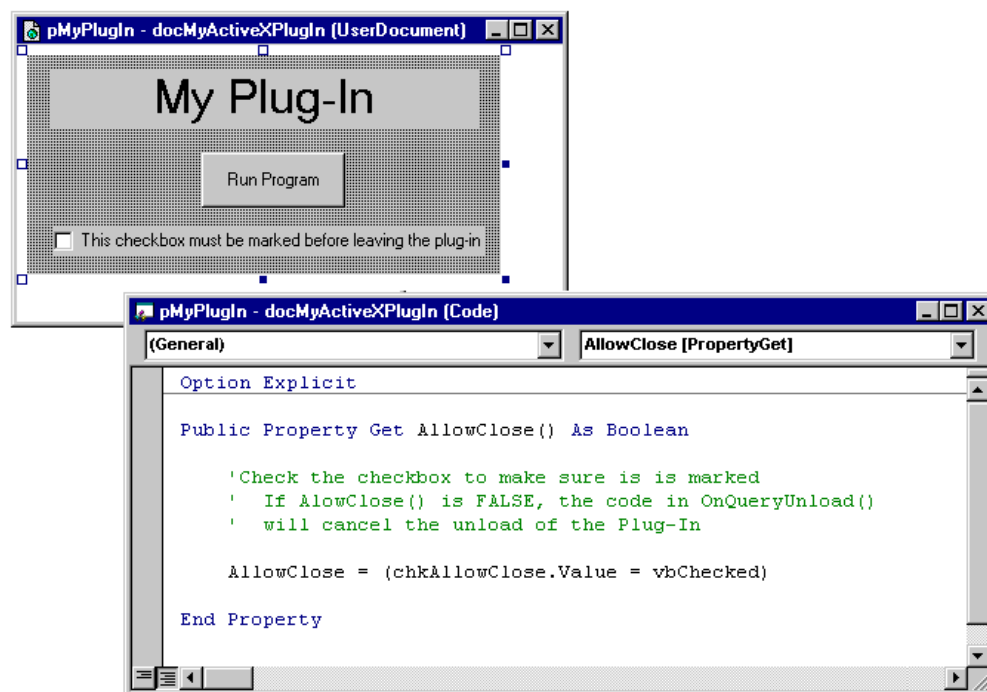 pMyPlugIn - docMyActiveXPlugIn (UserDocument)
My Plug-In
Run Program
This checkbox must be marked before leaving the plug-in
pMyPlugIn - docMyActiveXPlugIn (Code)
(General)
AllowClose [PropertyGet]
Option Explicit
Public Property Get AllowClose() As Boolean
'Check the checkbox to make sure is is marked
' If AlowClose() is FALSE, the code in OnQueryUnload()
' will cancel the unload of the Plug-In
AllowClose = (chkAllowClose.Value = vbChecked)
End Property